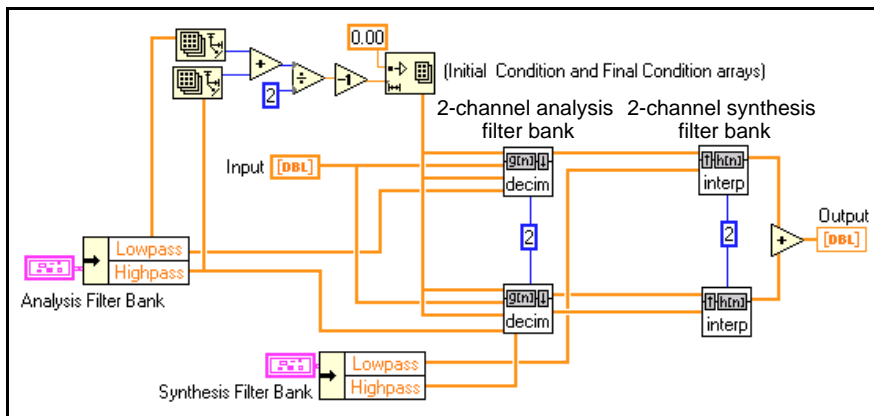 0.00
+
÷
-1
2
(Initial Condition and Final Condition arrays)
2-channel analysis
filter bank
2-channel synthesis
filter bank
Input
[DBL]
g[n]
decim
h[n]
interp
2
2
+
Output
[DBL]
Lowpass
Highpass
Analysis Filter Bank
g[n]
decim
h[n]
interp
Lowpass
Highpass
Synthesis Filter Bank